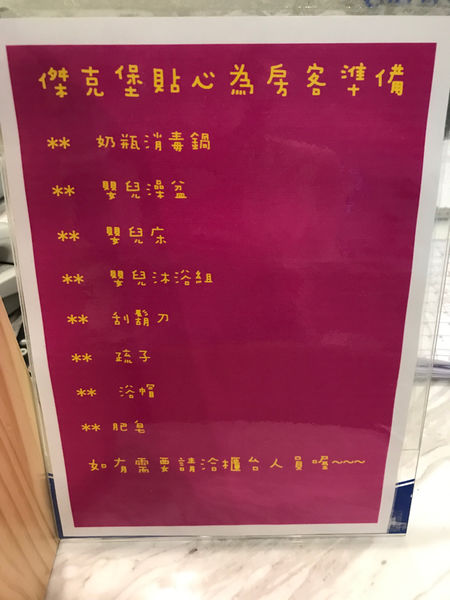 傑克堡貼心為房客準備
** 奶瓶消毒鍋
** 嬰兒澡盆
** 嬰兒床
** 嬰兒沐浴組
** 刮鬍刀
** 疏子
** 浴帽
** 肥皂
如有需要請洽櫃台人員喔~~~